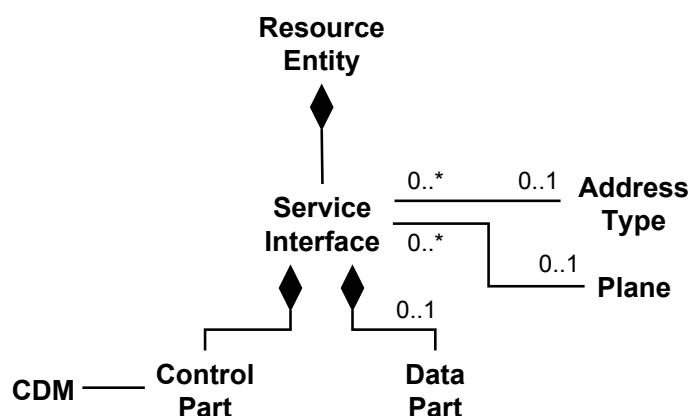 Resource
Entity
0..*
0..1
Address
Type
Service
Interface
0..*
0..1
Plane
0..1
CDM
Control
Part
Data
Part